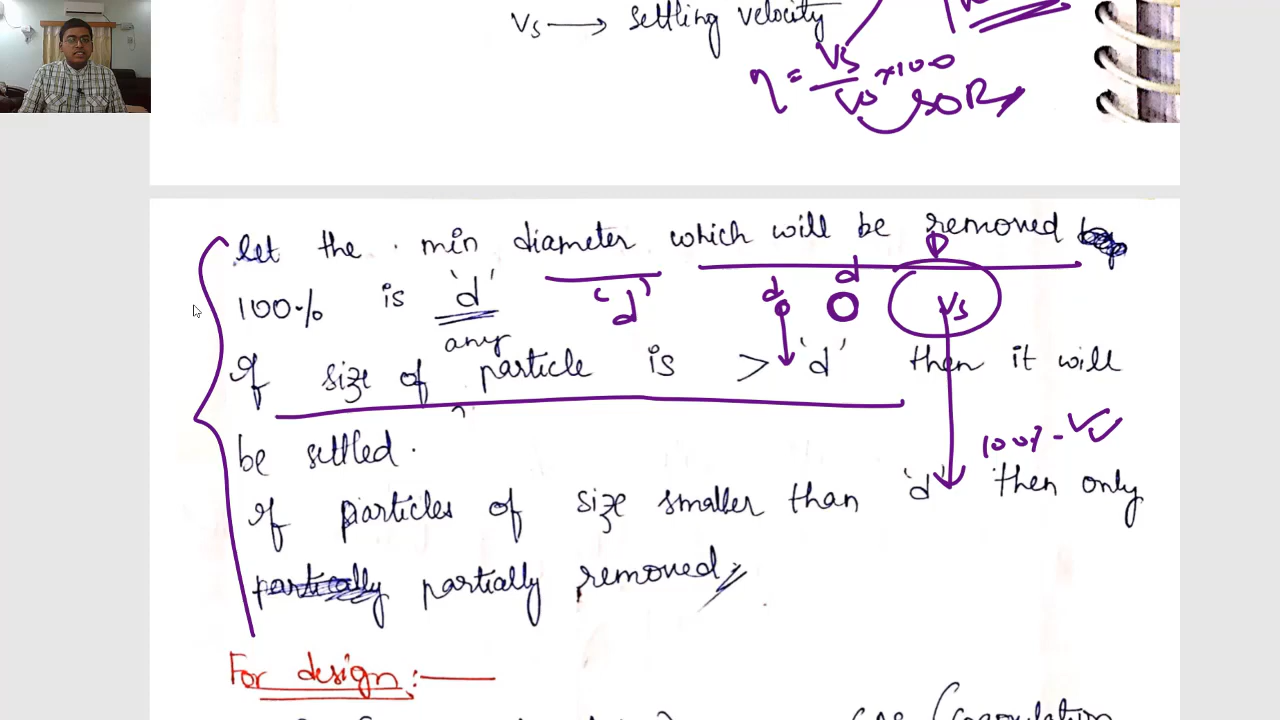 Vs → settling velocity
η = Vs/Vo × 100
SOR
let the min diameter which will be removed
100% is 'd'
'd'
d
d
D
Vs
any
If size of particle is > 'd' then it will
be settled.
100%
If particles of size smaller than 'd' then only
partially removed
For design: